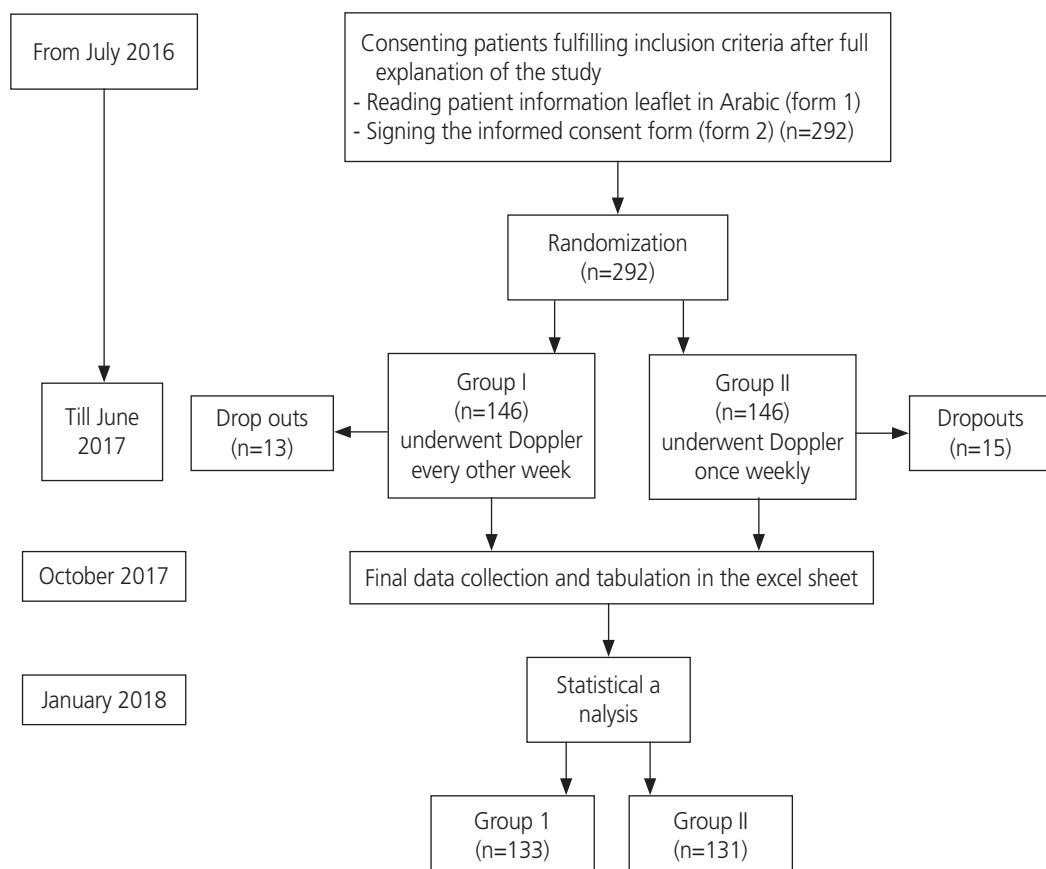 From July 2016
Consenting patients fulfilling inclusion criteria after full
explanation of the study
- Reading patient information leaflet in Arabic (form 1)
- Signing the informed consent form (form 2) (n=292)
Randomization
(n=292)
Till June
2017
Drop outs
(n=13)
Group I
(n=146)
underwent Doppler
every other week
Group II
(n=146)
underwent Doppler
once weekly
Dropouts
(n=15)
October 2017
Final data collection and tabulation in the excel sheet
January 2018
Statistical a
nalysis
Group 1
(n=133)
Group II
(n=131)